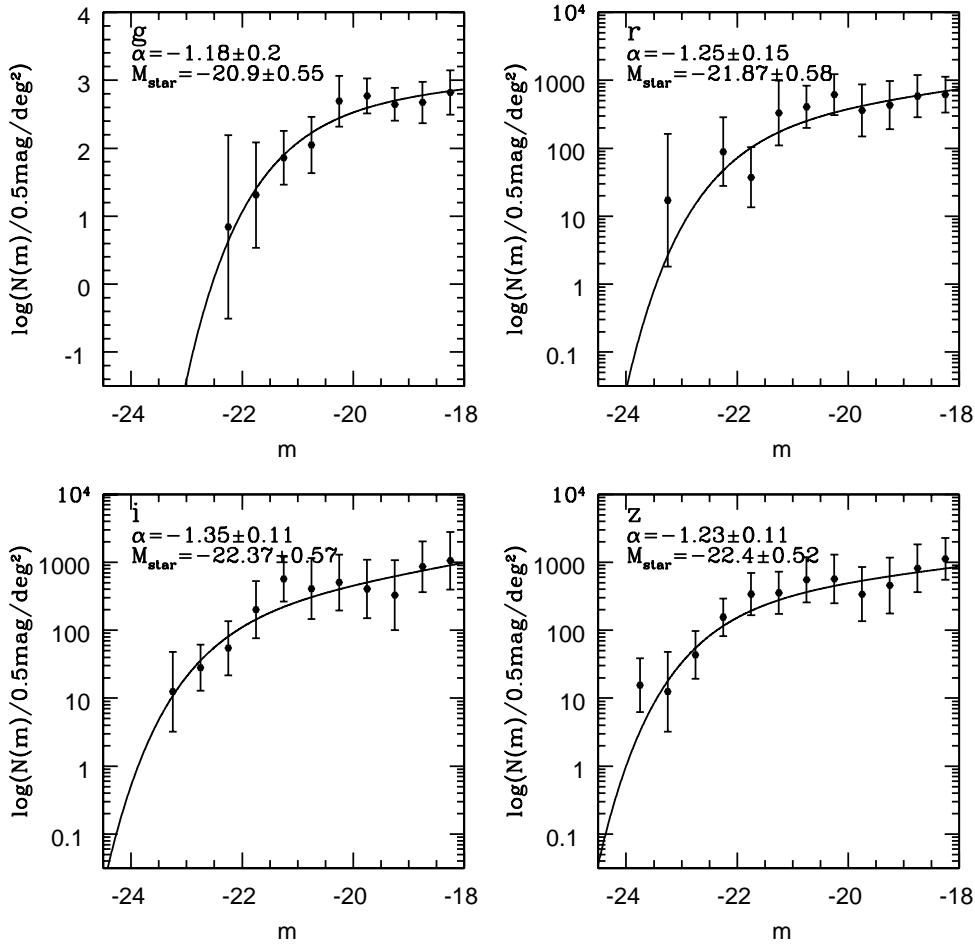 g
α=−1.18±0.2
M_star=−20.9±0.55
4
3
2
1
0
-1
log(N(m)/0.5mag/deg²)
-24 -22 -20 -18
m
r
α=−1.25±0.15
M_star=−21.87±0.58
10⁴
1000
100
10
1
0.1
log(N(m)/0.5mag/deg²)
-24 -22 -20 -18
m
i
α=−1.35±0.11
M_star=−22.37±0.57
10⁴
1000
100
10
1
0.1
log(N(m)/0.5mag/deg²)
-24 -22 -20 -18
m
z
α=−1.23±0.11
M_star=−22.4±0.52
10⁴
1000
100
10
1
0.1
log(N(m)/0.5mag/deg²)
-24 -22 -20 -18
m